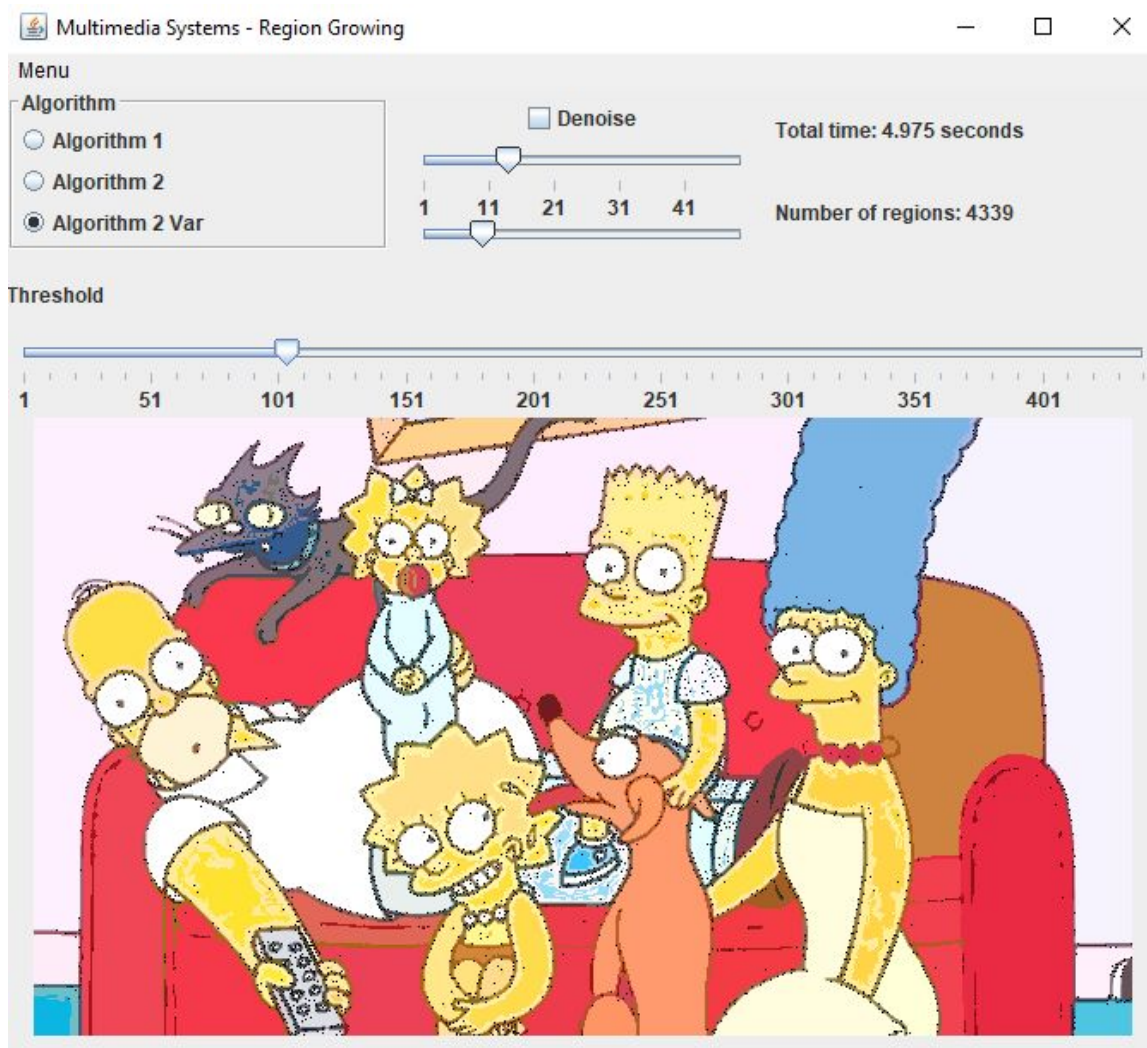 Multimedia Systems - Region Growing
Menu
Algorithm
Algorithm 1
Algorithm 2
Algorithm 2 Var
Denoise
1 11 21 31 41
Total time: 4.975 seconds
Number of regions: 4339
Threshold
1 51 101 151 201 251 301 351 401